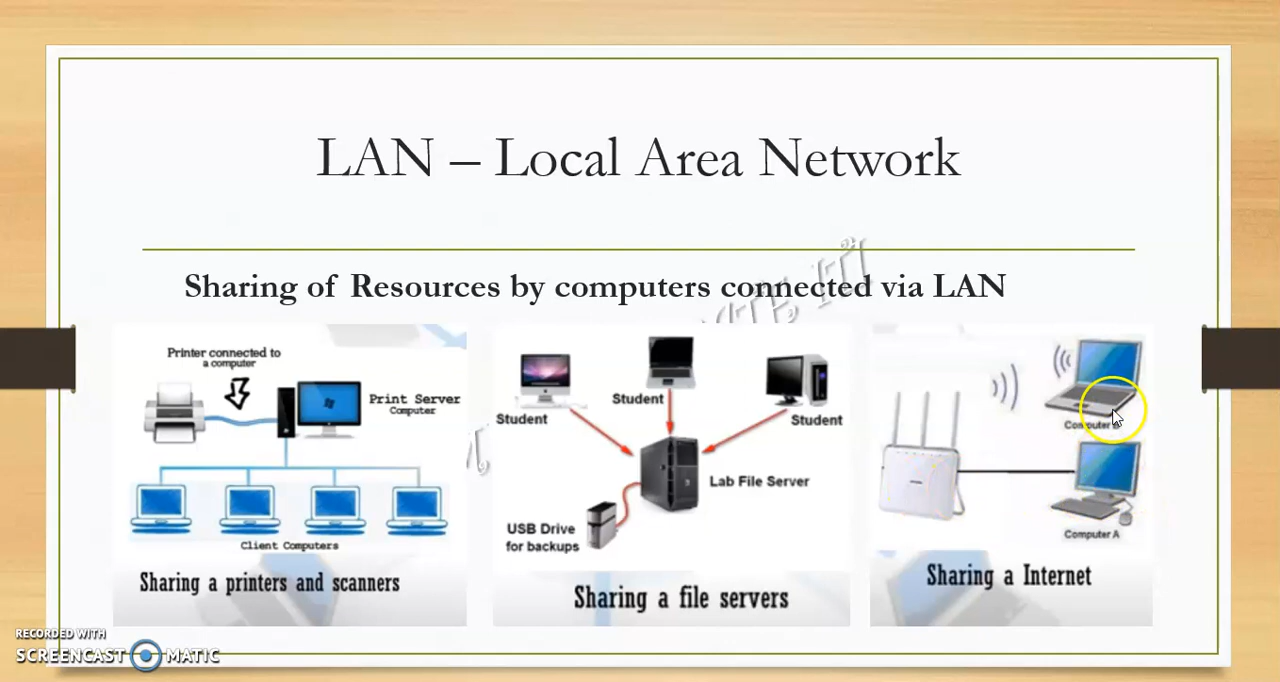 LAN – Local Area Network
Sharing of Resources by computers connected via LAN
Printer connected to
a computer
Print Server
Computer
Client Computers
Sharing a printers and scanners
Student
Student
Student
Lab File Server
USB Drive
for backups
Sharing a file servers
Computer
Computer A
Sharing a Internet
RECORDED WITH
SCREENCAST MATIC